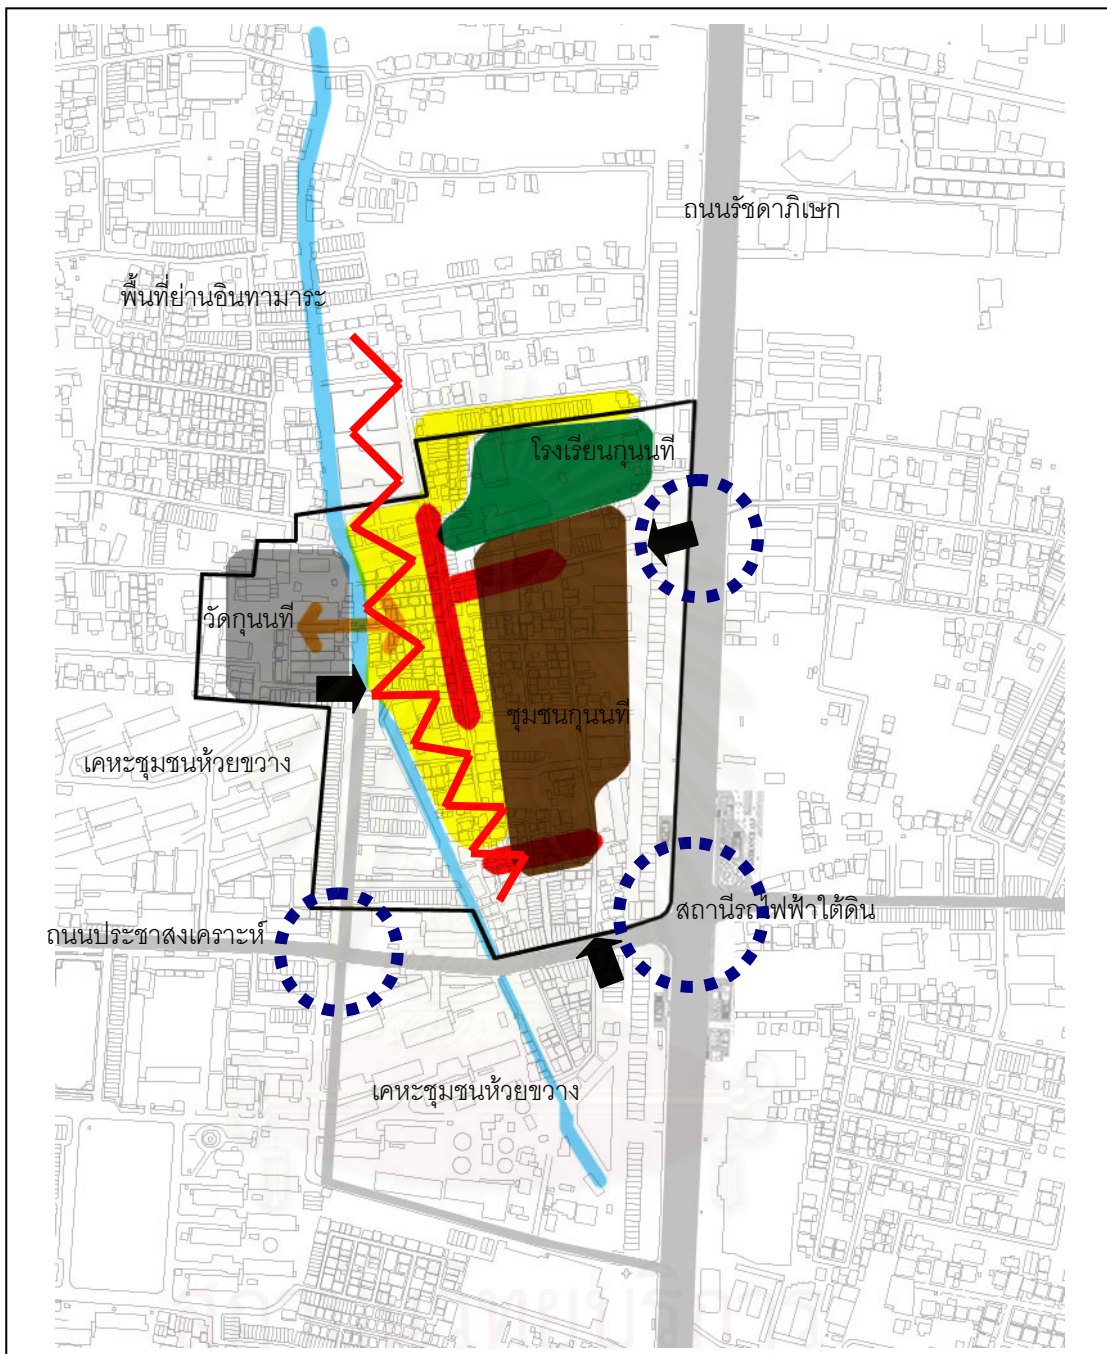 ถนนรัชดาภิเษก
พื้นที่ย่านอินทามาระ
โรงเรียนกุนนที
วัดกุนนที
ชุมชนกุนนที
เคหะชุมชนห้วยขวาง
สถานีรถไฟฟ้าใต้ดิน
ถนนประชาสงเคราะห์
เคหะชุมชนห้วยขวาง